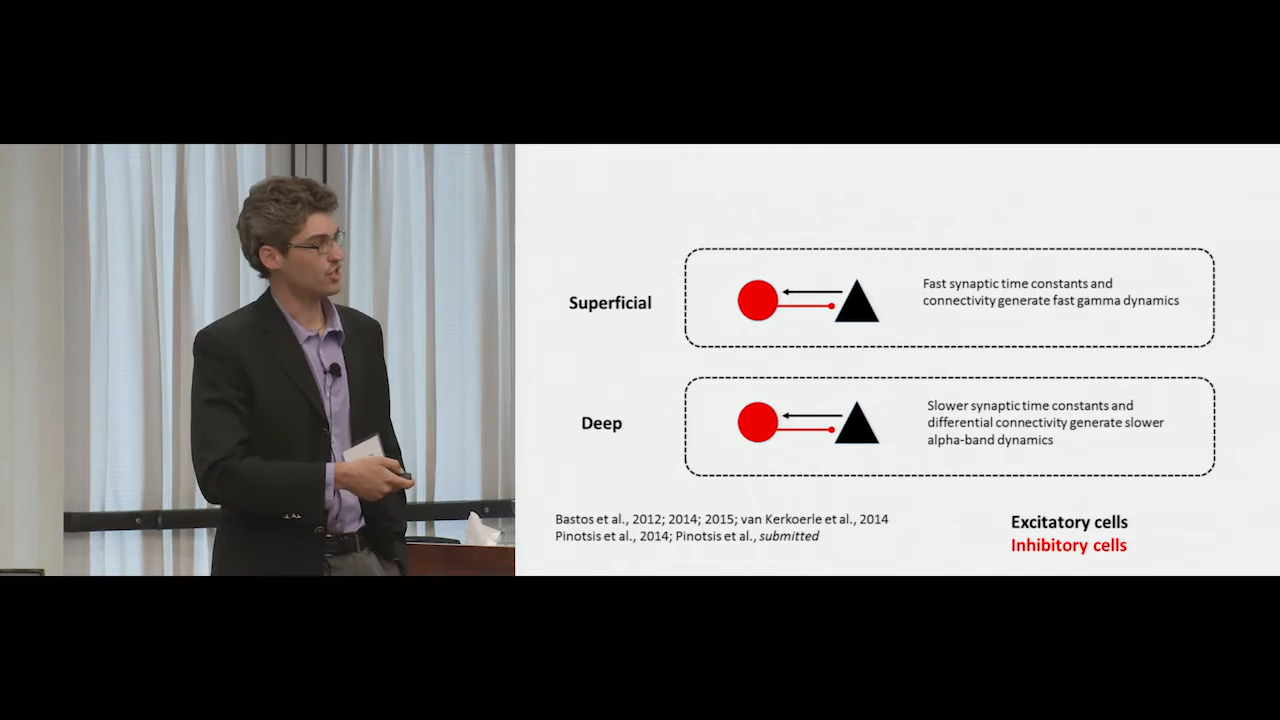 Superficial
Fast synaptic time constants and
connectivity generate fast gamma dynamics
Deep
Slower synaptic time constants and
differential connectivity generate slower
alpha-band dynamics
Bastos et al., 2012; 2014; 2015; van Kerkoerle et al., 2014
Pinotsis et al., 2014; Pinotsis et al., submitted
Excitatory cells
Inhibitory cells